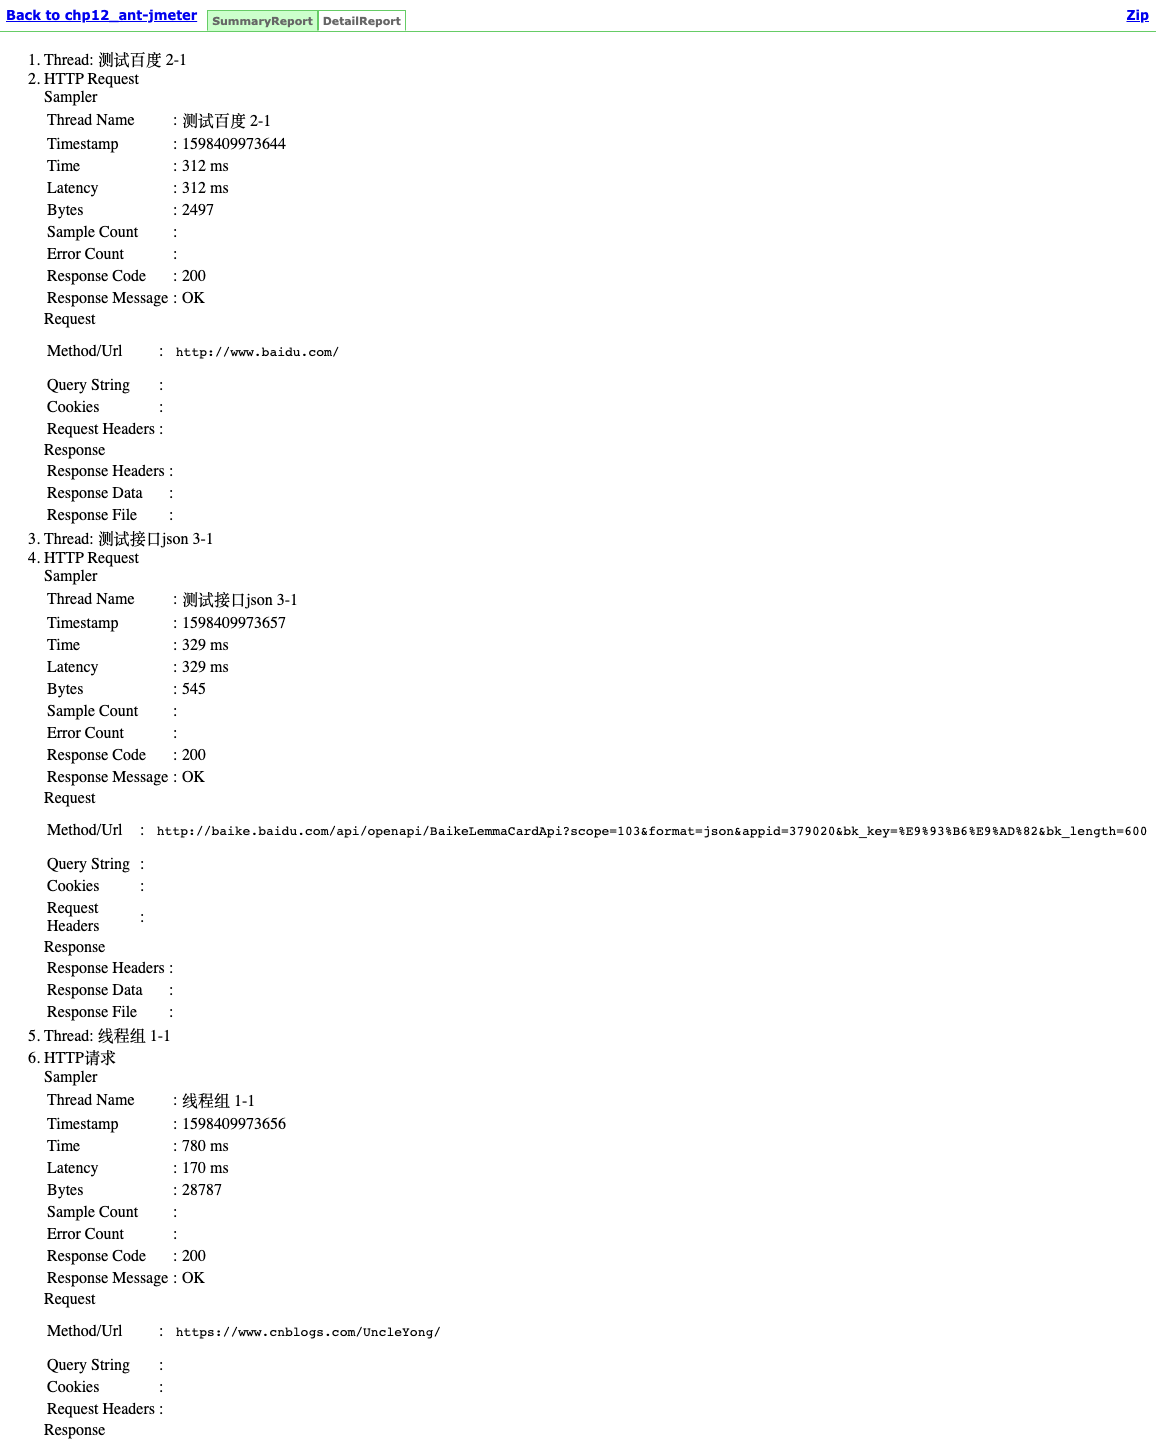 Back to chp12_ant-jmeter SummaryReport DetailReport Zip
1. Thread: 测试百度 2-1
2. HTTP Request
Sampler
Thread Name : 测试百度 2-1
Timestamp : 1598409973644
Time : 312 ms
Latency : 312 ms
Bytes : 2497
Sample Count :
Error Count :
Response Code : 200
Response Message : OK
Request
Method/Url : http://www.baidu.com/
Query String :
Cookies :
Request Headers :
Response
Response Headers :
Response Data :
Response File :
3. Thread: 测试接口json 3-1
4. HTTP Request
Sampler
Thread Name : 测试接口json 3-1
Timestamp : 1598409973657
Time : 329 ms
Latency : 329 ms
Bytes : 545
Sample Count :
Error Count :
Response Code : 200
Response Message : OK
Request
Method/Url : http://baike.baidu.com/api/openapi/BaikeLemmaCardApi?scope=103&format=json&appid=379020&bk_key=%E9%93%B6%E9%AD%82&bk_length=600
Query String :
Cookies :
Request
Headers :
Response
Response Headers :
Response Data :
Response File :
5. Thread: 线程组 1-1
6. HTTP请求
Sampler
Thread Name : 线程组 1-1
Timestamp : 1598409973656
Time : 780 ms
Latency : 170 ms
Bytes : 28787
Sample Count :
Error Count :
Response Code : 200
Response Message : OK
Request
Method/Url : https://www.cnblogs.com/UncleYong/
Query String :
Cookies :
Request Headers :
Response